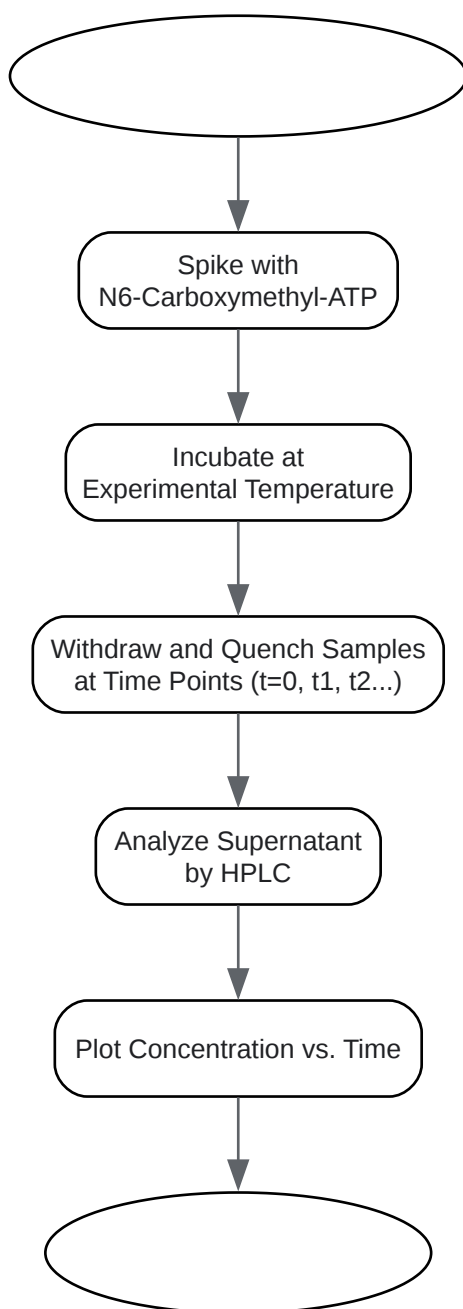 Spike with
N6-Carboxymethyl-ATP
Incubate at
Experimental Temperature
Withdraw and Quench Samples
at Time Points (t=0, t1, t2...)
Analyze Supernatant
by HPLC
Plot Concentration vs. Time